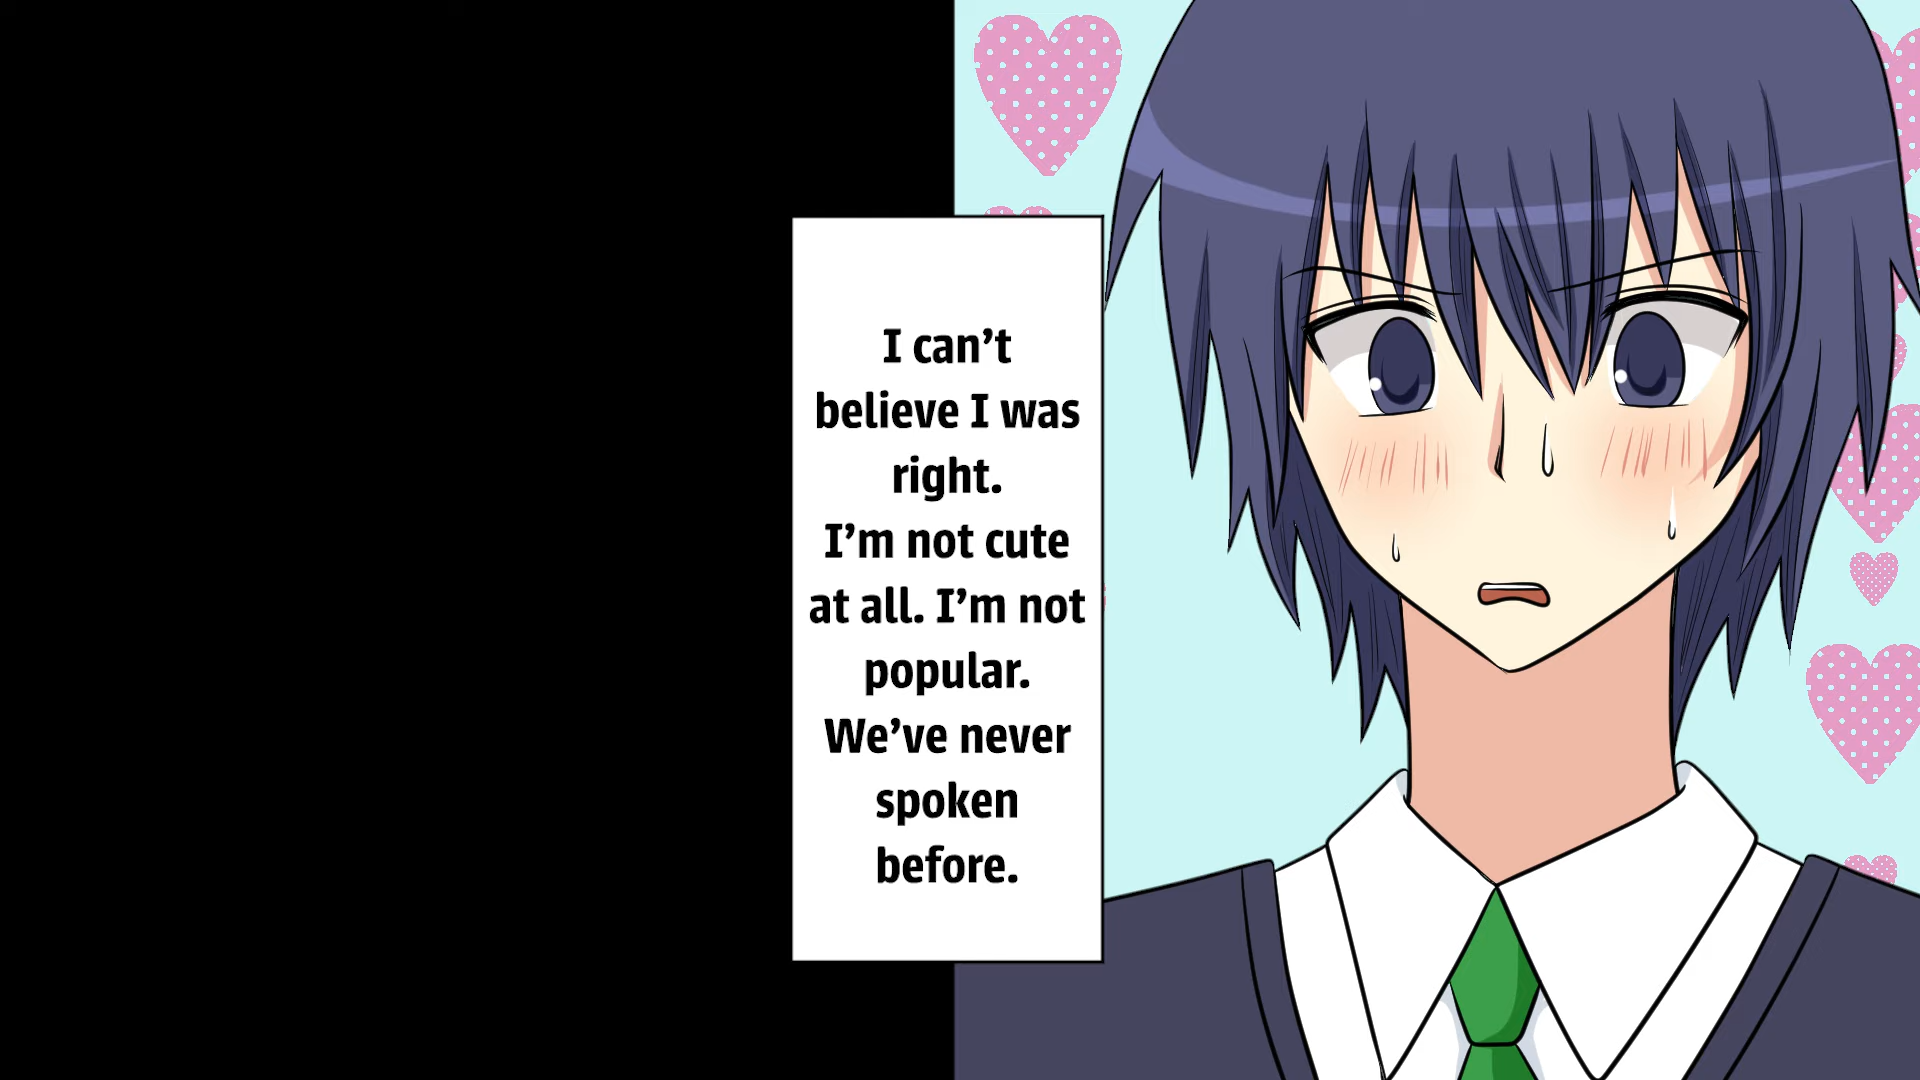 I can’t
believe I was
right.
I’m not cute
at all. I’m not
popular.
We’ve never
spoken
before.